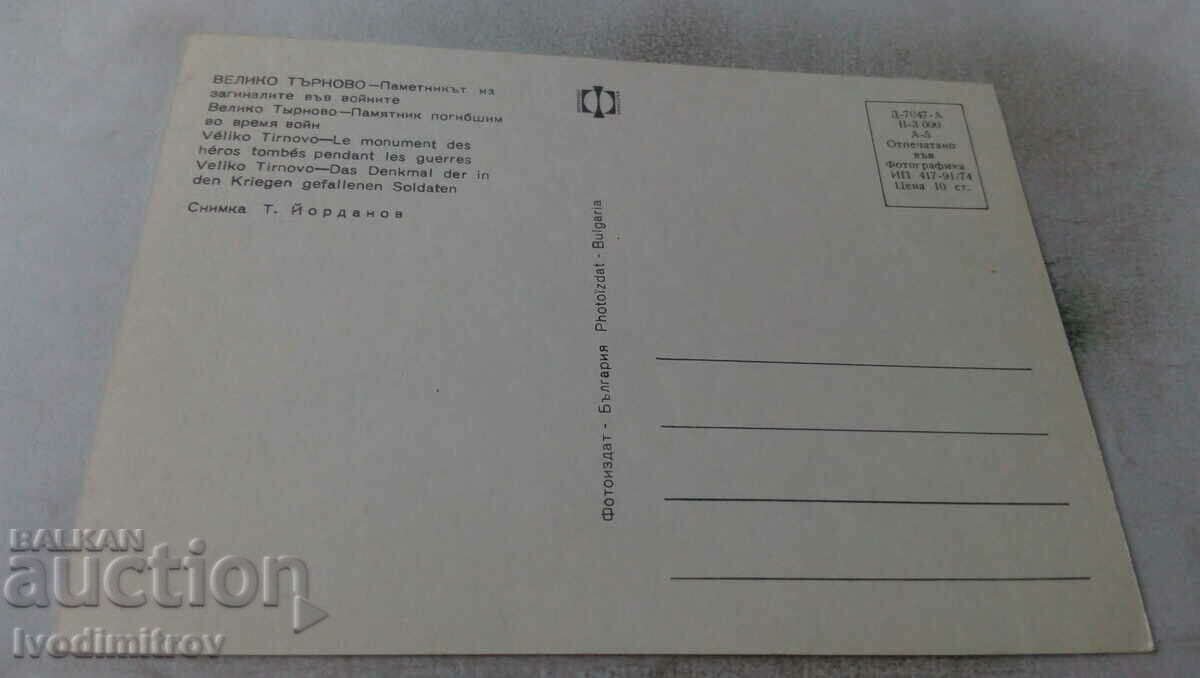 ВЕЛИКО ТЪРНОВО—Паметникът на
загиналите във войните
Велико Тырново—Памятник погибшим
во время войн
Véliko Tirnovo—Le monument des
héros tombés pendant les guerres
Veliko Tirnovo—Das Denkmal der in
den Kriegen gefallenen Soldaten
Снимка Т. Йорданов
Фотоиздат - България Photoizdat - Bulgaria
Д-7047-А
II-3 000
А-5
Отпечатано
във
Фотографика
ИП 417-91/74
Цена 10 ст.
BALKAN
auction
Ivodimitrov